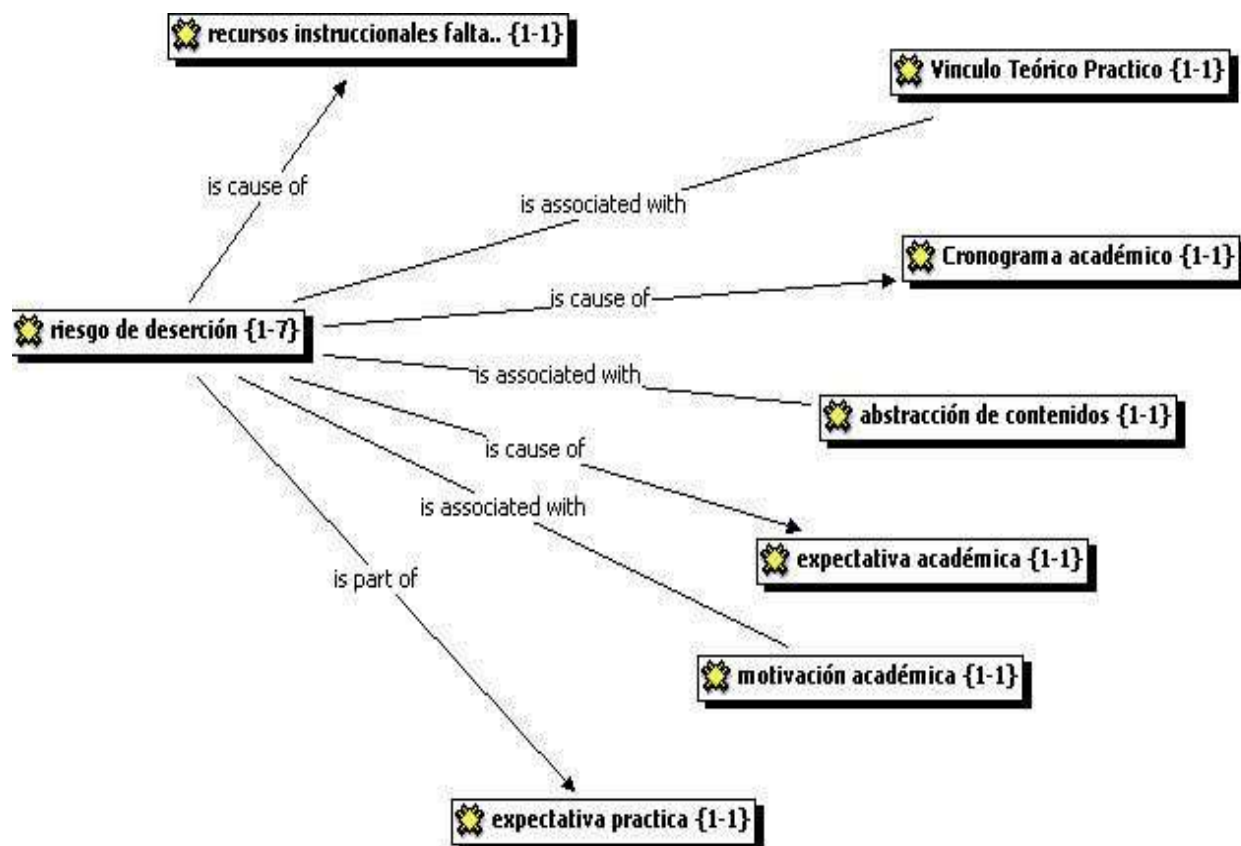 recursos instruccionales falta.. {1-1}
Vinculo Teórico Practico {1-1}
is cause of
is associated with
Cronograma académico {1-1}
is cause of
riesgo de deserción {1-7}
is associated with
abstracción de contenidos {1-1}
is cause of
is associated with
expectativa académica {1-1}
is part of
motivación académica {1-1}
expectativa practica {1-1}